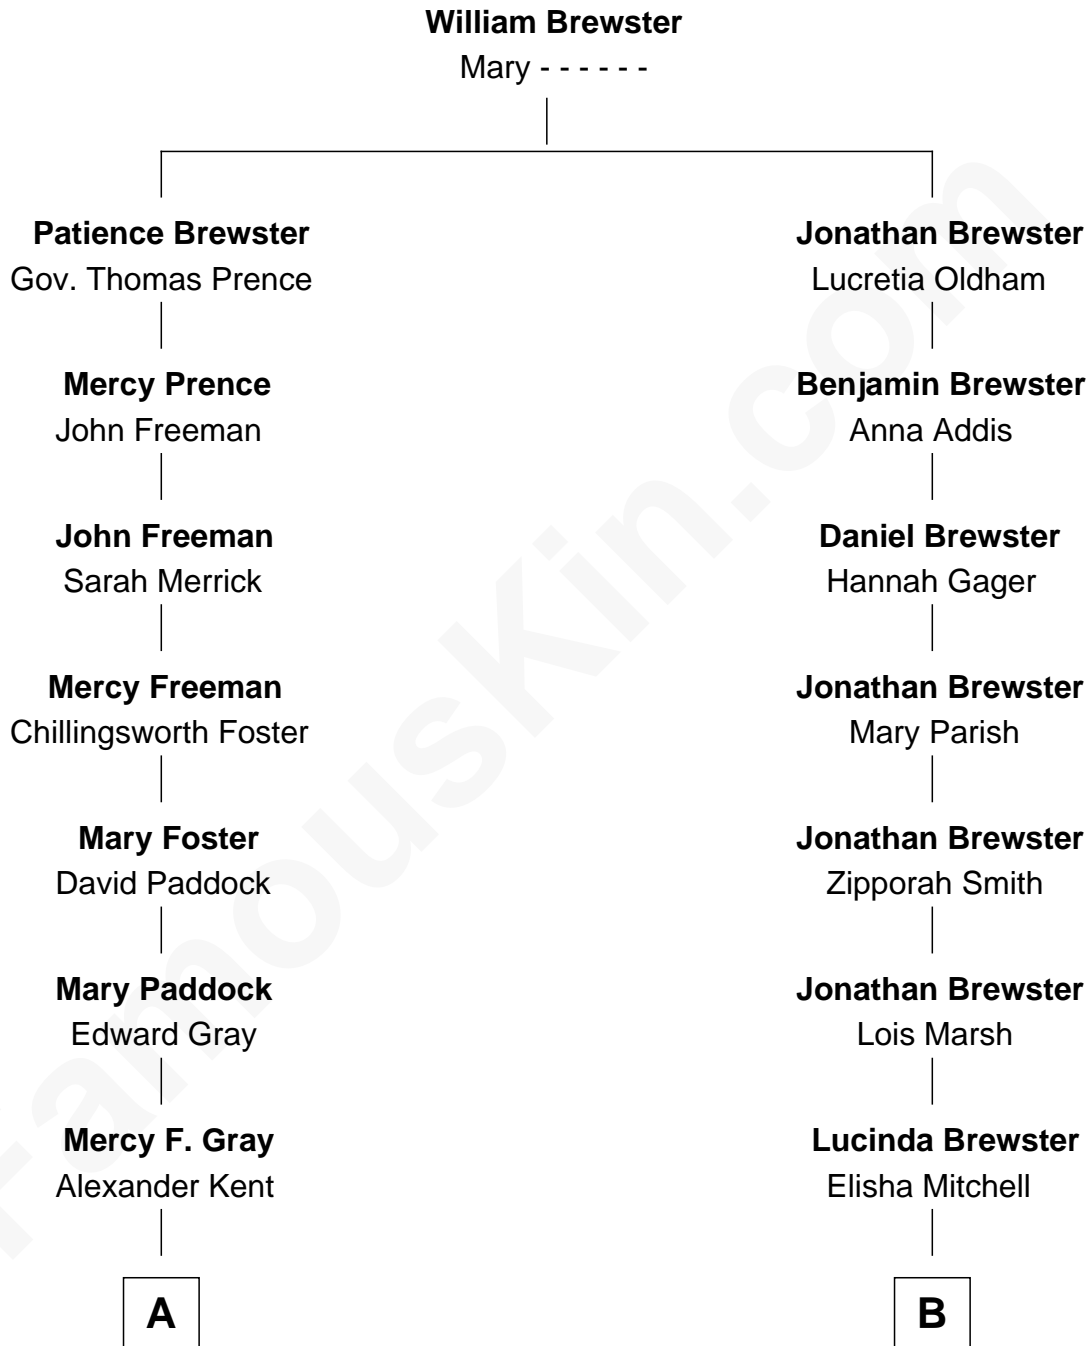 William Brewster
Mary - - - - - -
Patience Brewster
Gov. Thomas Prence
Jonathan Brewster
Lucretia Oldham
Mercy Prence
John Freeman
Benjamin Brewster
Anna Addis
John Freeman
Sarah Merrick
Daniel Brewster
Hannah Gager
Mercy Freeman
Chillingsworth Foster
Jonathan Brewster
Mary Parish
Mary Foster
David Paddock
Jonathan Brewster
Zipporah Smith
Mary Paddock
Edward Gray
Jonathan Brewster
Lois Marsh
Mercy F. Gray
Alexander Kent
Lucinda Brewster
Elisha Mitchell
A
B
FamousKin.com